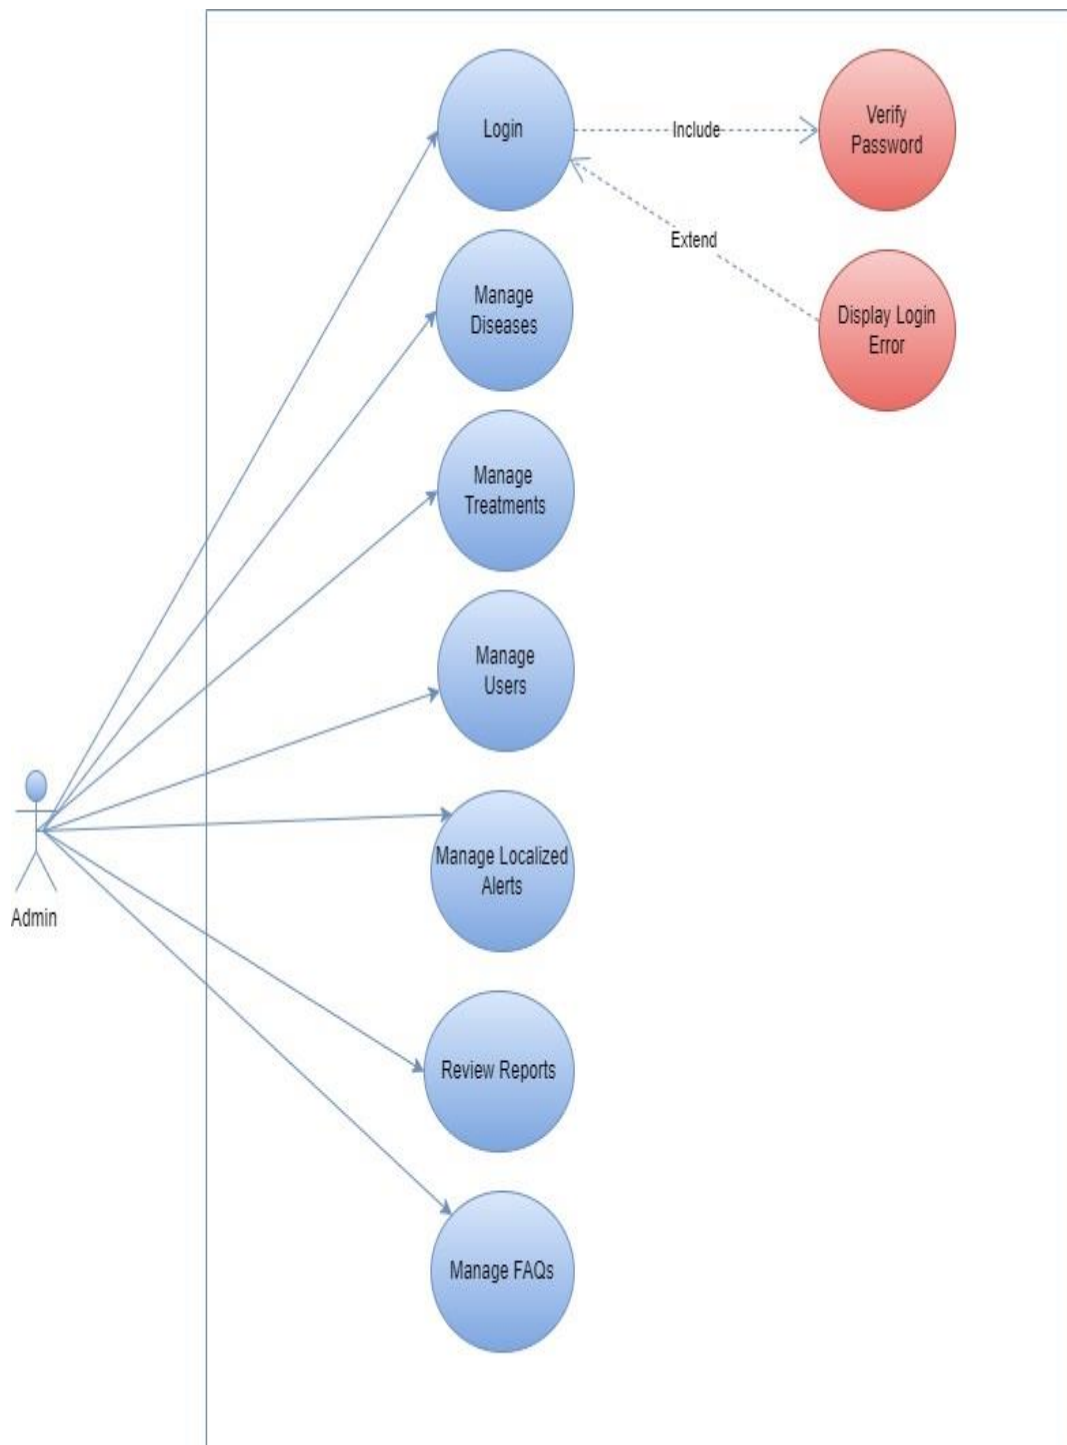 Login
Include
Verify
Password
Extend
Manage
Diseases
Display Login
Error
Manage
Treatments
Manage
Users
Manage Localized
Alerts
Admin
Review Reports
Manage FAQs